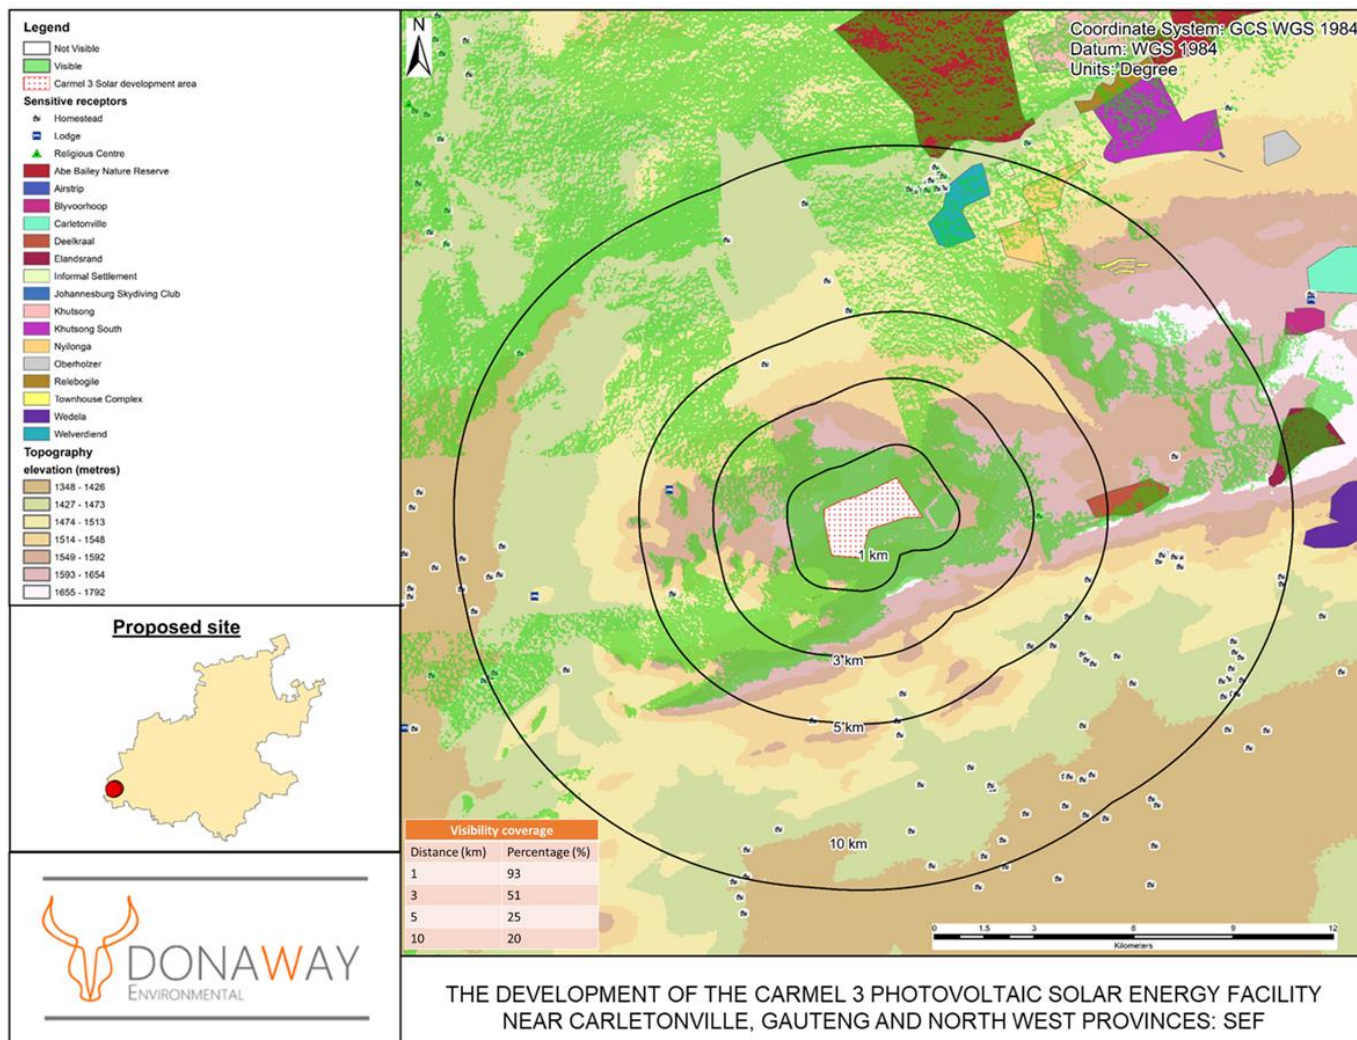 Legend
Not Visible
Visible
Carmel 3 Solar development area
Sensitive receptors
Homestead
Lodge
Religious Centre
Abe Bailey Nature Reserve
Airstrip
Blyvoorhoop
Carletonville
Deelkraal
Elandsrand
Informal Settlement
Johannesburg Skydiving Club
Khutsong
Khutsong South
Nyilonga
Oberholzer
Relebogile
Townhouse Complex
Wedela
Welverdiend
Topography
elevation (metres)
1348 - 1426
1427 - 1473
1474 - 1513
1514 - 1548
1549 - 1592
1593 - 1654
1655 - 1792
Proposed site
DONAWAY
ENVIRONMENTAL
N
Coordinate System: GCS WGS 1984
Datum: WGS 1984
Units: Degree
1 km
3 km
5 km
10 km
Visibility coverage
Distance (km) Percentage (%)
1 93
3 51
5 25
10 20
0 1.5 3 6 9 12
Kilometers
THE DEVELOPMENT OF THE CARMEL 3 PHOTOVOLTAIC SOLAR ENERGY FACILITY
NEAR CARLETONVILLE, GAUTENG AND NORTH WEST PROVINCES: SEF